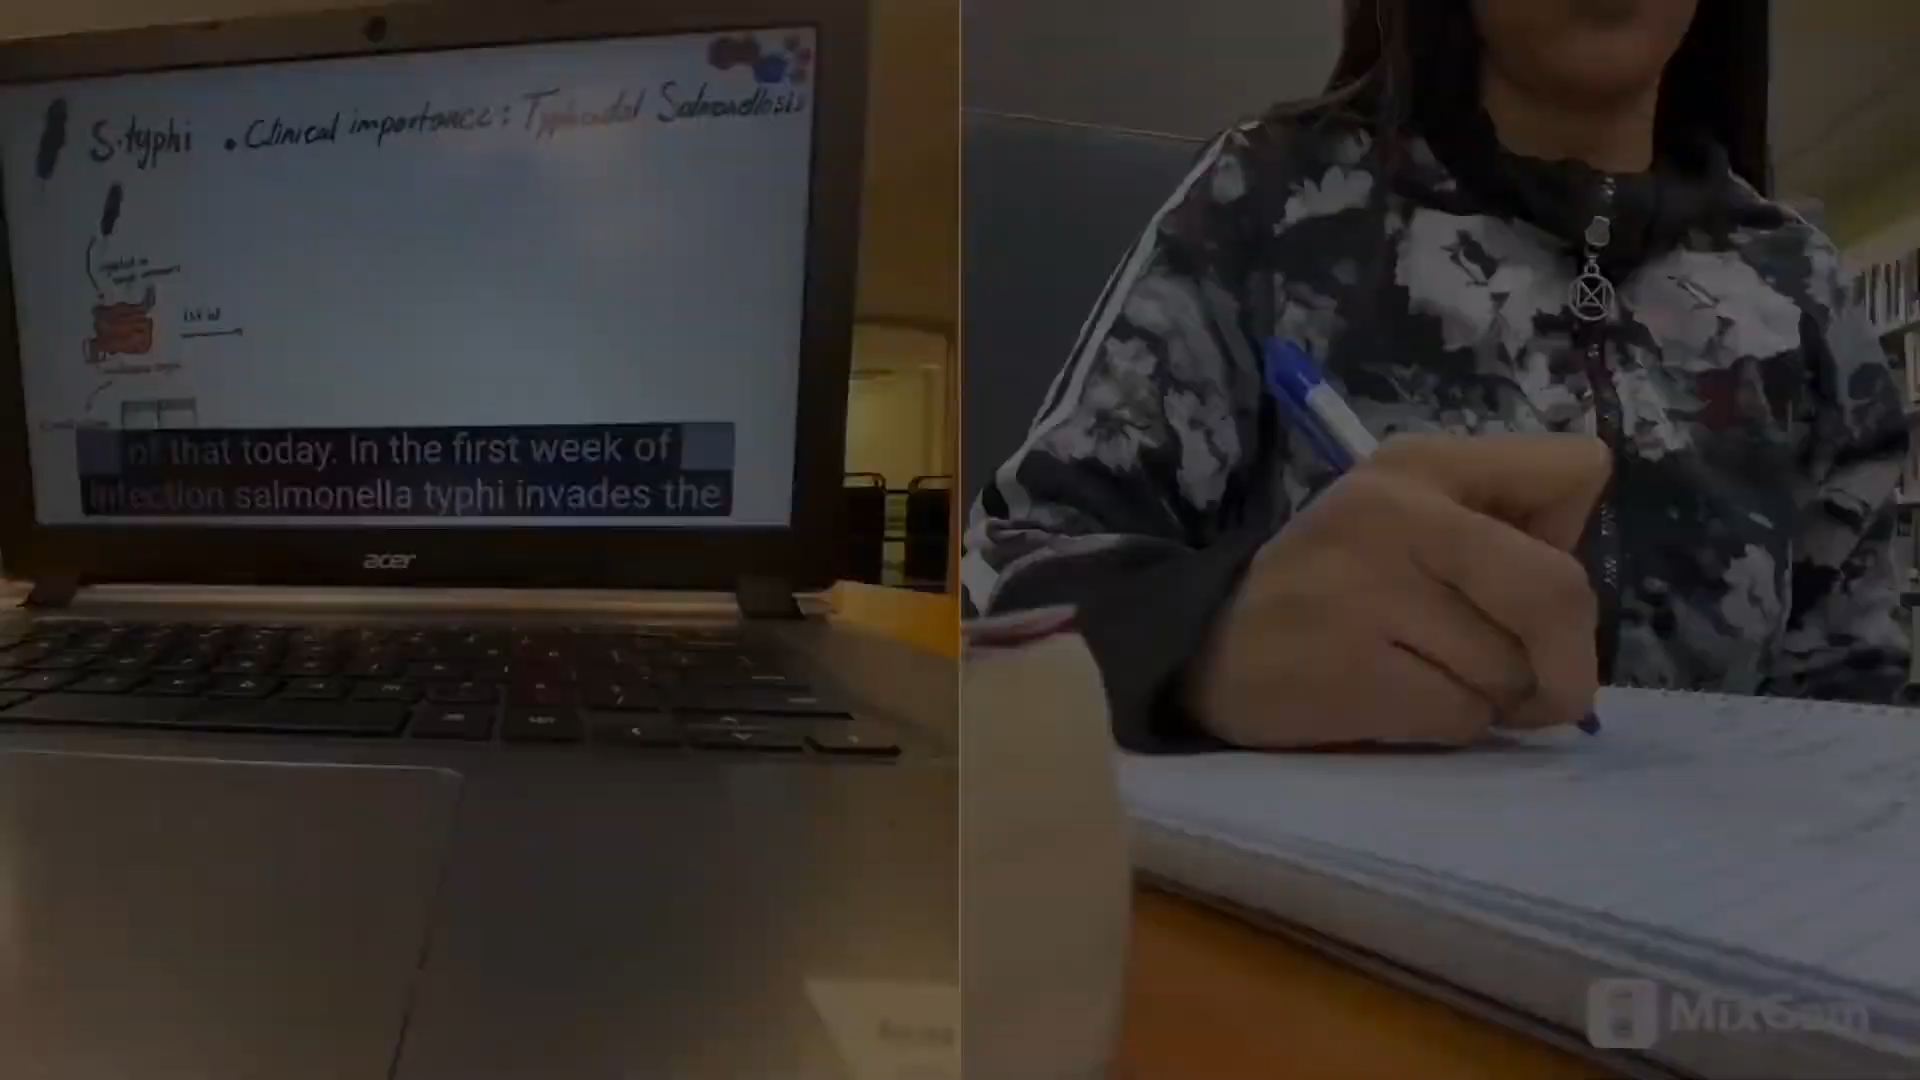 S.typhi • Clinical importance: Typhoidal Salmonellosis
1st W
of that today. In the first week of
infection salmonella typhi invades the
acer
MixCam